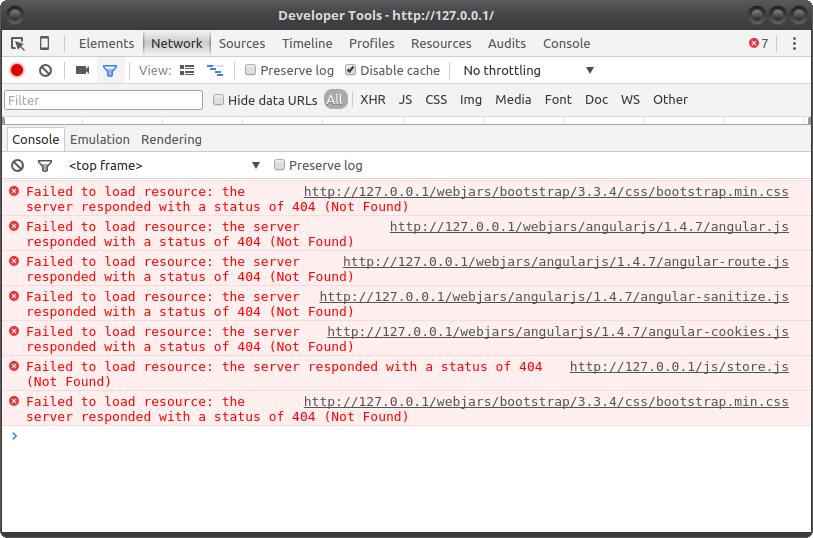 Developer Tools - http://127.0.0.1/
Elements Network Sources Timeline Profiles Resources Audits Console 7
View: Preserve log Disable cache No throttling
Filter Hide data URLs All XHR JS CSS Img Media Font Doc WS Other
Console Emulation Rendering
<top frame> Preserve log
Failed to load resource: the http://127.0.0.1/webjars/bootstrap/3.3.4/css/bootstrap.min.css
server responded with a status of 404 (Not Found)
Failed to load resource: the server http://127.0.0.1/webjars/angularjs/1.4.7/angular.js
responded with a status of 404 (Not Found)
Failed to load resource: the server http://127.0.0.1/webjars/angularjs/1.4.7/angular-route.js
responded with a status of 404 (Not Found)
Failed to load resource: the server http://127.0.0.1/webjars/angularjs/1.4.7/angular-sanitize.js
responded with a status of 404 (Not Found)
Failed to load resource: the server http://127.0.0.1/webjars/angularjs/1.4.7/angular-cookies.js
responded with a status of 404 (Not Found)
Failed to load resource: the server responded with a status of 404 http://127.0.0.1/js/store.js
(Not Found)
Failed to load resource: the http://127.0.0.1/webjars/bootstrap/3.3.4/css/bootstrap.min.css
server responded with a status of 404 (Not Found)